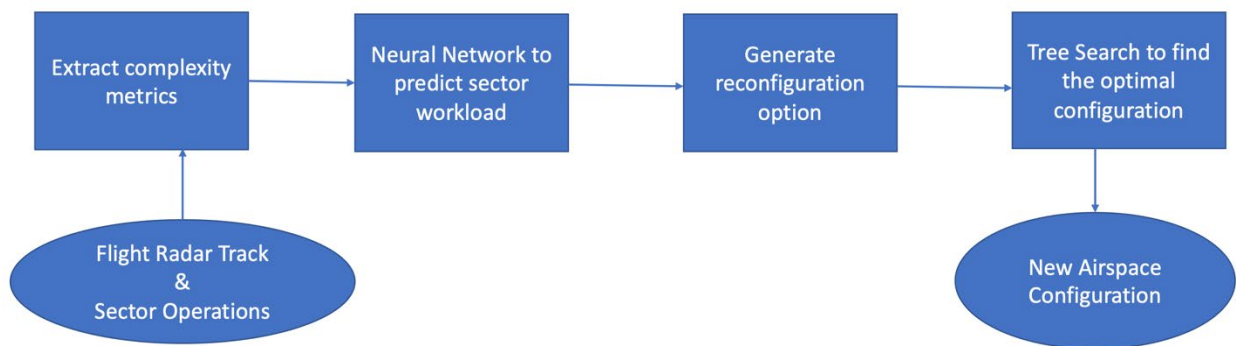 Extract complexity
metrics
Neural Network to
predict sector
workload
Generate
reconfiguration
option
Tree Search to find
the optimal
configuration
Flight Radar Track
&
Sector Operations
New Airspace
Configuration